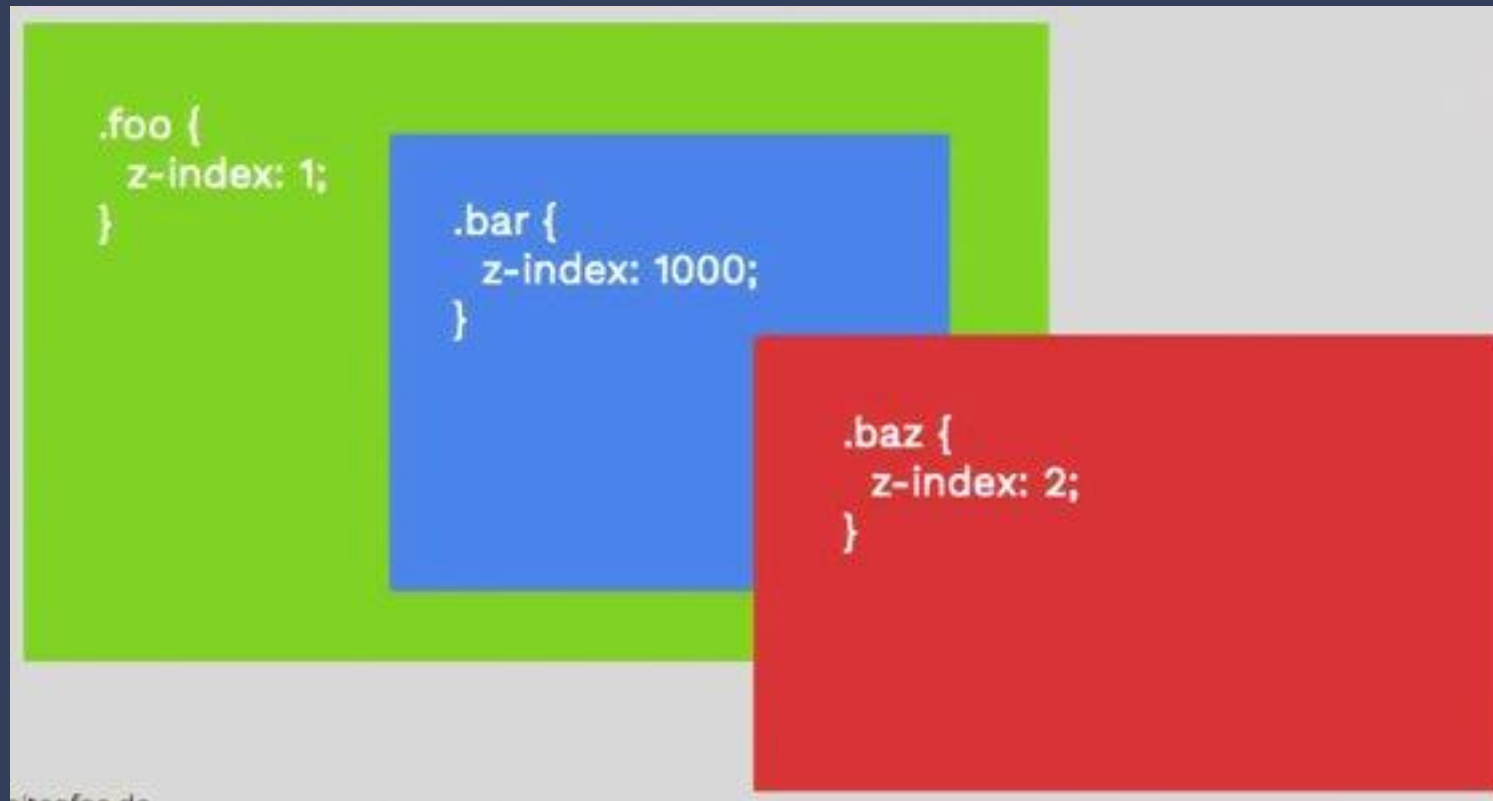 .foo {
z-index: 1;
}
.bar {
z-index: 1000;
}
.baz {
z-index: 2;
}